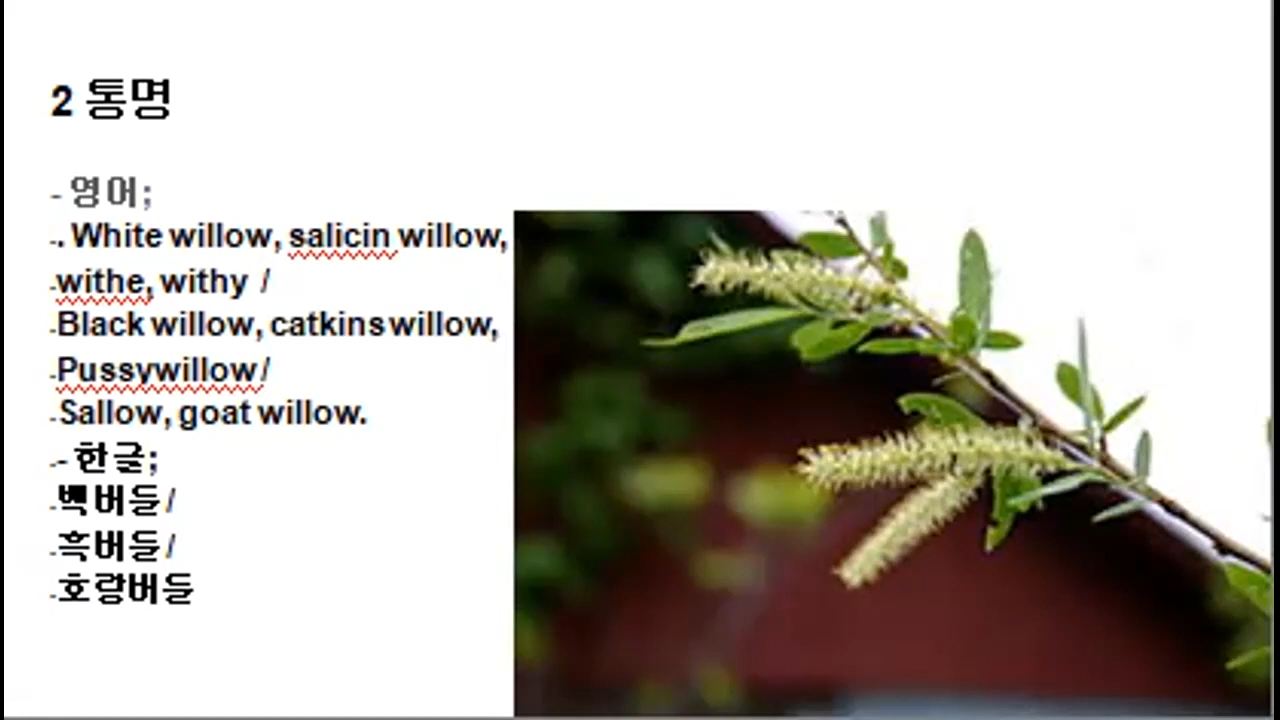 2 통명
- 영어;
-. White willow, salicin willow,
-withe, withy /
-Black willow, catkins willow,
-Pussywillow/
-Sallow, goat willow.
-- 한글;
-백버들/
-흑버들/
-호랑버들